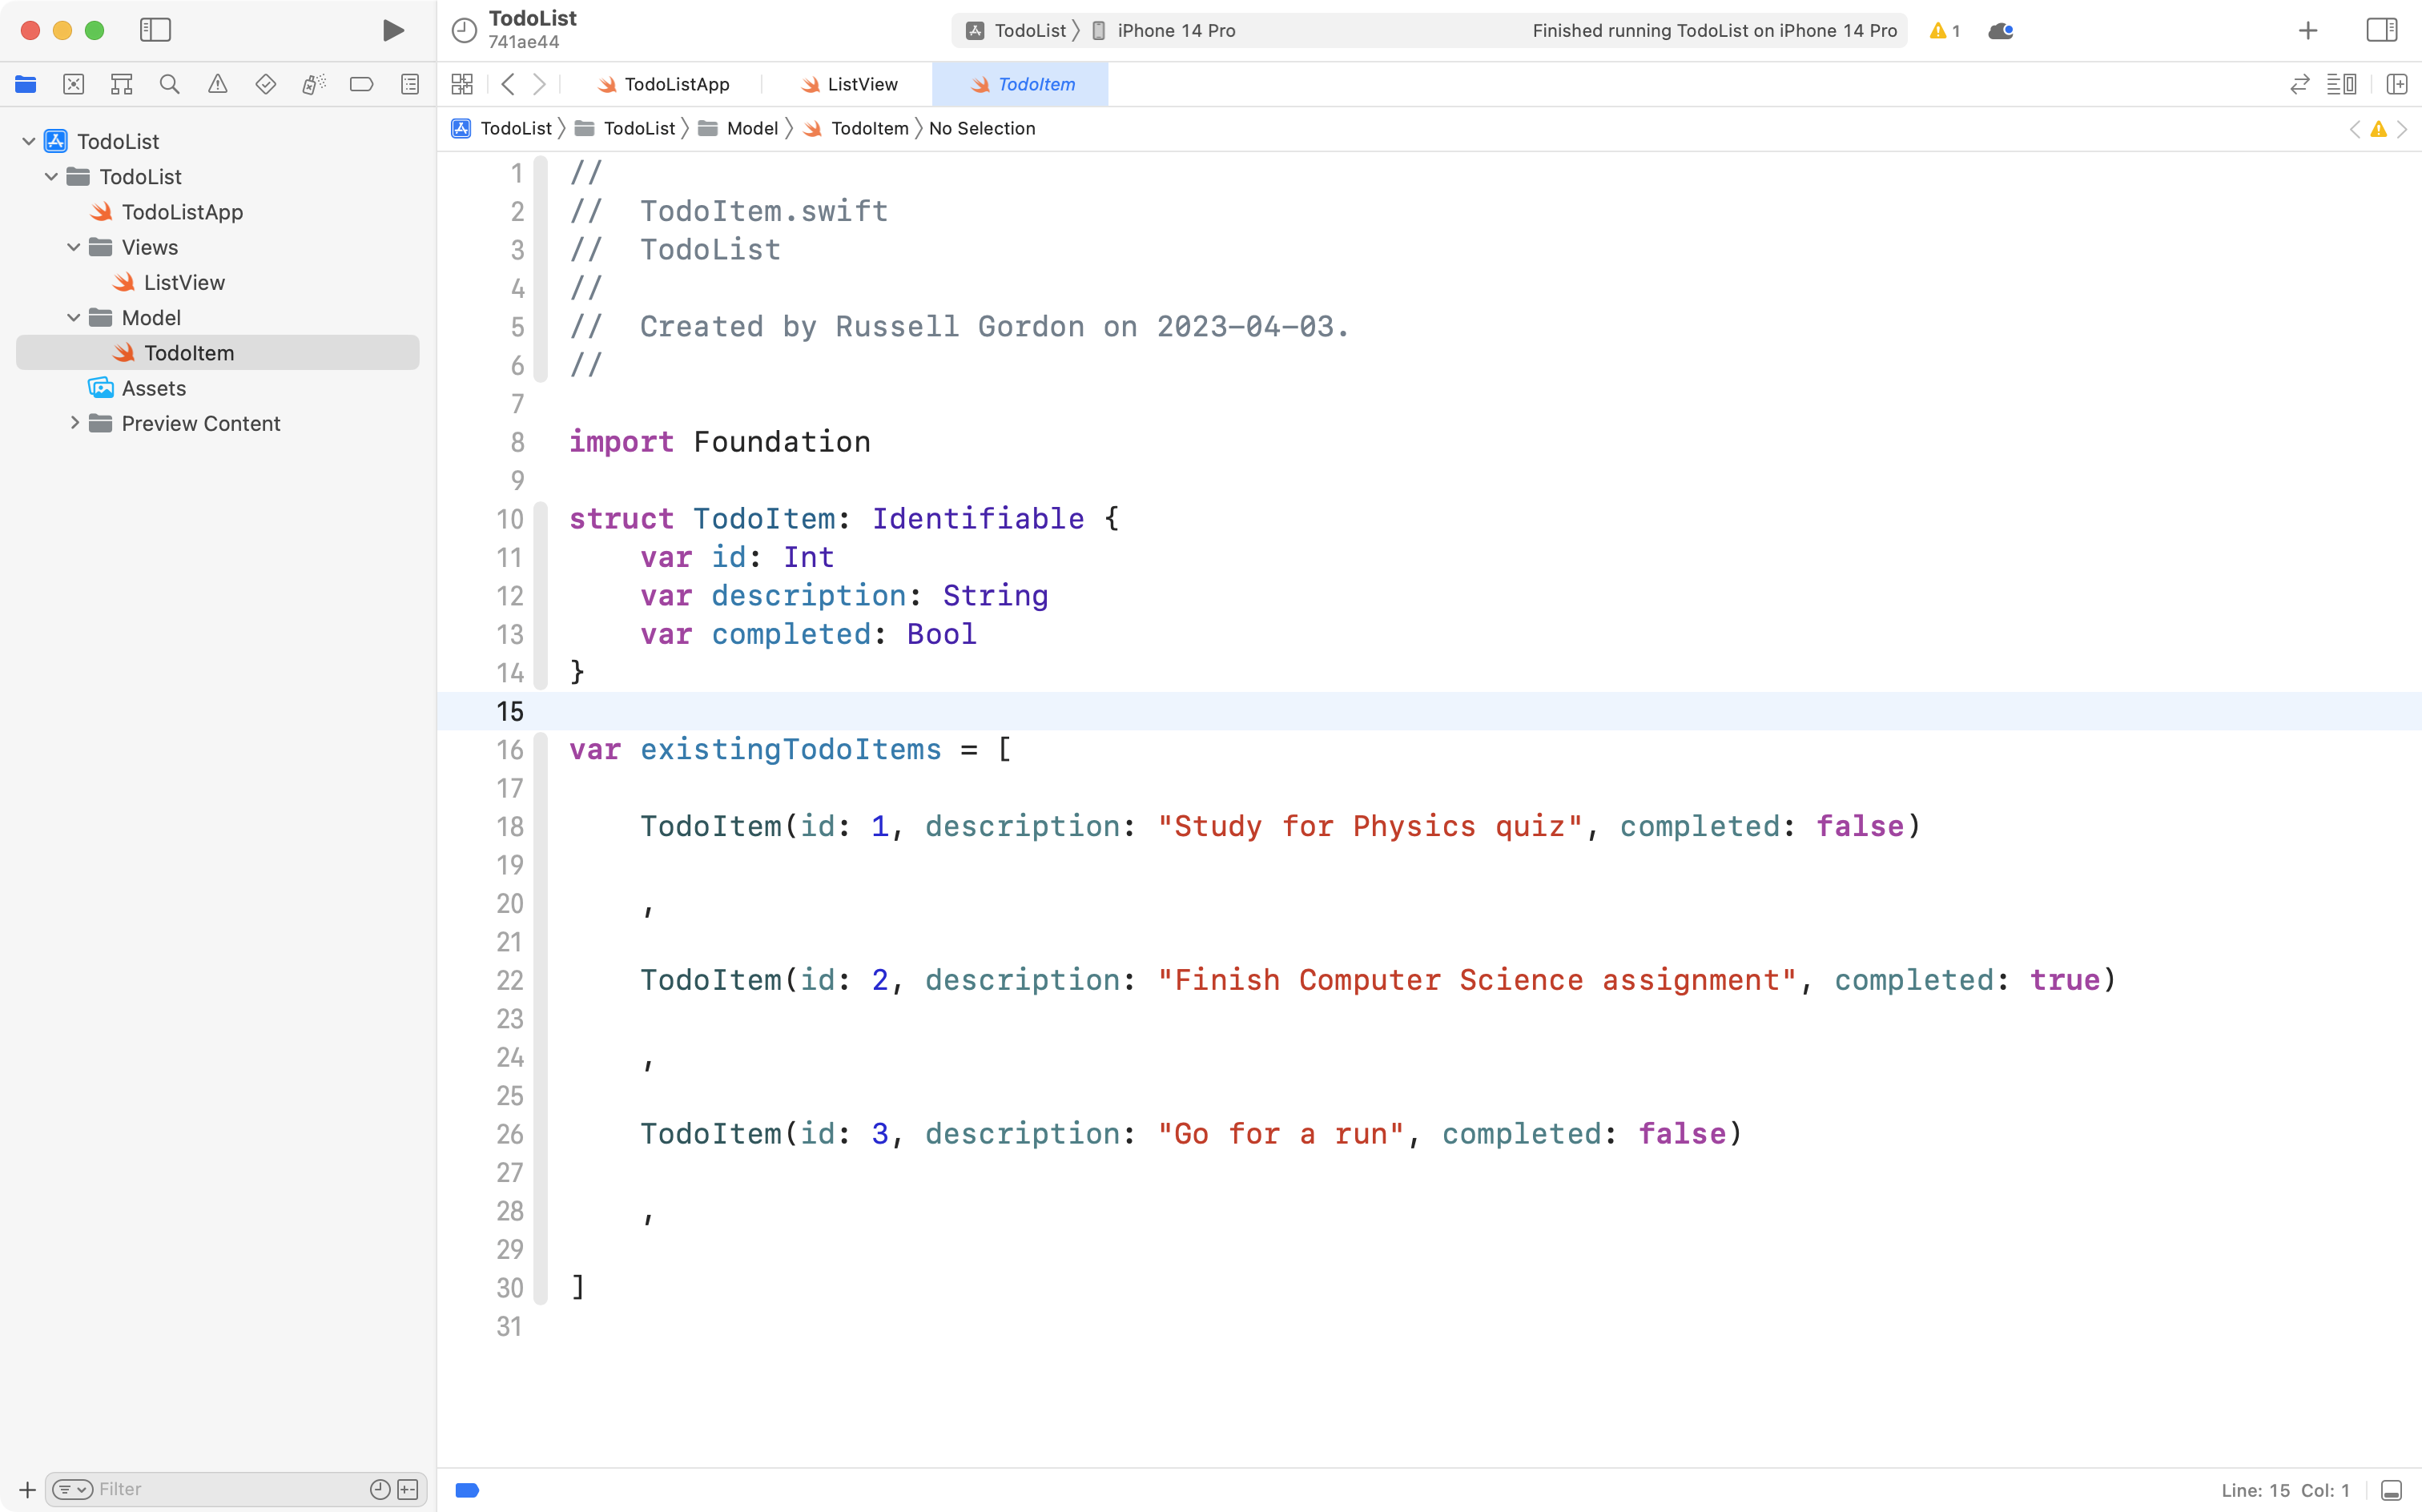 TodoList
741ae44
TodoList iPhone 14 Pro Finished running TodoList on iPhone 14 Pro 1
TodoListApp ListView TodoItem
TodoList TodoList Model TodoItem No Selection
TodoList
TodoList
TodoListApp
Views
ListView
Model
TodoItem
Assets
Preview Content
1 //
2 //  TodoItem.swift
3 //  TodoList
4 //
5 //  Created by Russell Gordon on 2023-04-03.
6 //
7
8 import Foundation
9
10 struct TodoItem: Identifiable {
11     var id: Int
12     var description: String
13     var completed: Bool
14 }
15
16 var existingTodoItems = [
17
18     TodoItem(id: 1, description: "Study for Physics quiz", completed: false)
19
20     ,
21
22     TodoItem(id: 2, description: "Finish Computer Science assignment", completed: true)
23
24     ,
25
26     TodoItem(id: 3, description: "Go for a run", completed: false)
27
28     ,
29
30 ]
31
Filter
Line: 15 Col: 1